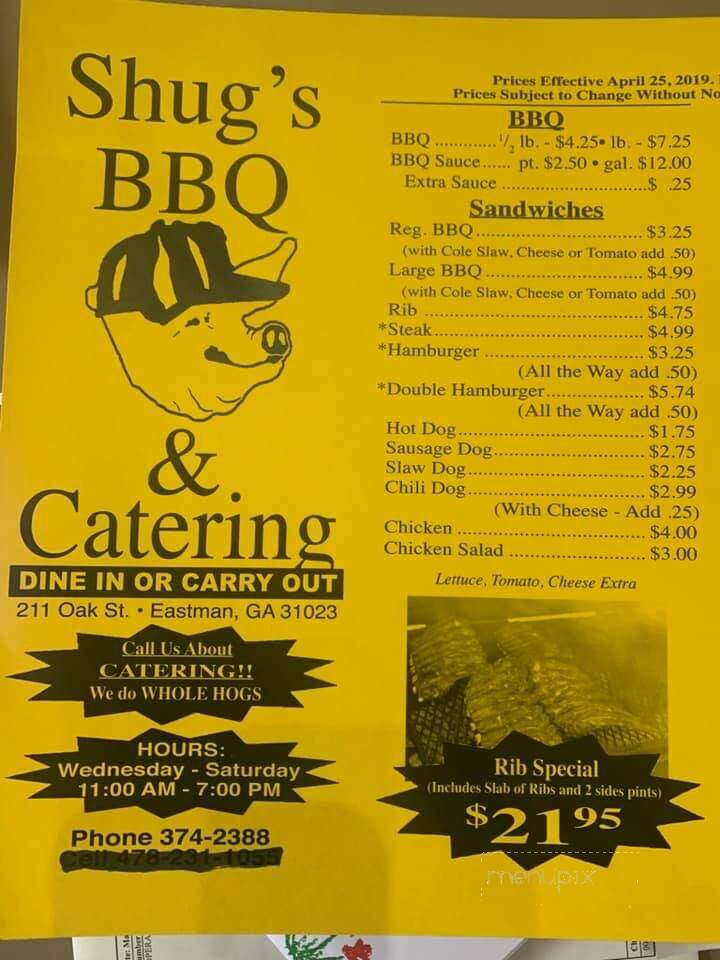 Shug's
BBQ
&
Catering
DINE IN OR CARRY OUT
211 Oak St. • Eastman, GA 31023
Call Us About
CATERING!!
We do WHOLE HOGS
HOURS:
Wednesday - Saturday
11:00 AM - 7:00 PM
Phone 374-2388
Cell 478-231-1055
Prices Effective April 25, 2019.
Prices Subject to Change Without No
BBQ
BBQ ............. 1/2 lb. - $4.25• lb. - $7.25
BBQ Sauce...... pt. $2.50 • gal. $12.00
Extra Sauce .............................$ .25
Sandwiches
Reg. BBQ................................. $3.25
(with Cole Slaw, Cheese or Tomato add .50)
Large BBQ ............................... $4.99
(with Cole Slaw, Cheese or Tomato add .50)
Rib ........................................... $4.75
*Steak......................................... $4.99
*Hamburger ............................... $3.25
(All the Way add .50)
*Double Hamburger................... $5.74
(All the Way add .50)
Hot Dog.................................... $1.75
Sausage Dog............................. $2.75
Slaw Dog.................................. $2.25
Chili Dog.................................. $2.99
(With Cheese - Add .25)
Chicken .................................... $4.00
Chicken Salad .......................... $3.00
Lettuce, Tomato, Cheese Extra
Rib Special
(Includes Slab of Ribs and 2 sides pints)
$21 95
menupix